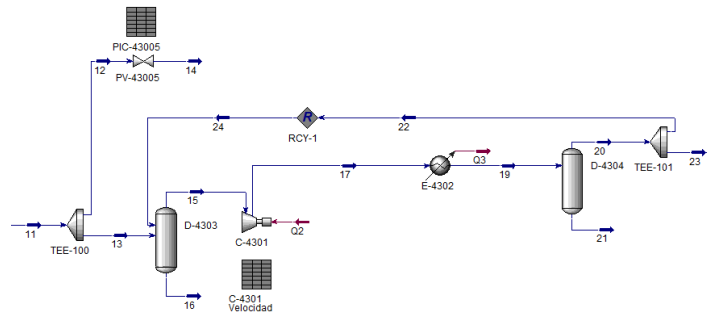 PIC-43005
12
14
PV-43005
24
R
RCY-1
22
20
D-4304
TEE-101
23
15
17
E-4302
Q3
19
11
TEE-100
13
D-4303
C-4301
Q2
21
16
C-4301
Velocidad